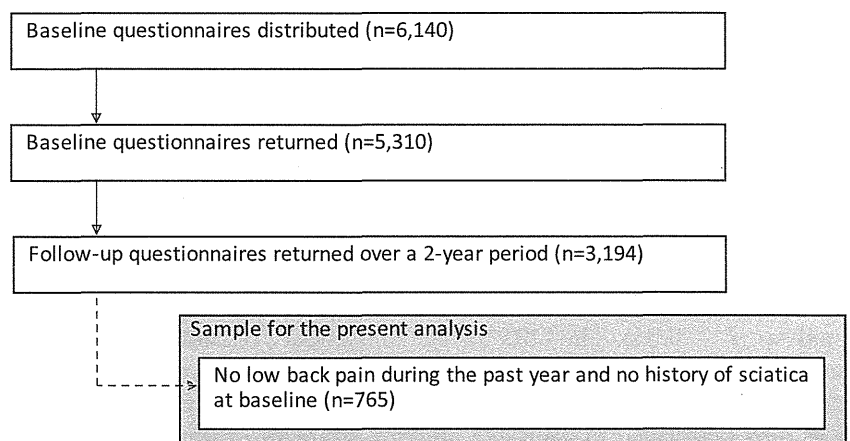 Baseline questionnaires distributed (n=6,140)
Baseline questionnaires returned (n=5,310)
Follow-up questionnaires returned over a 2-year period (n=3,194)
Sample for the present analysis
No low back pain during the past year and no history of sciatica
at baseline (n=765)